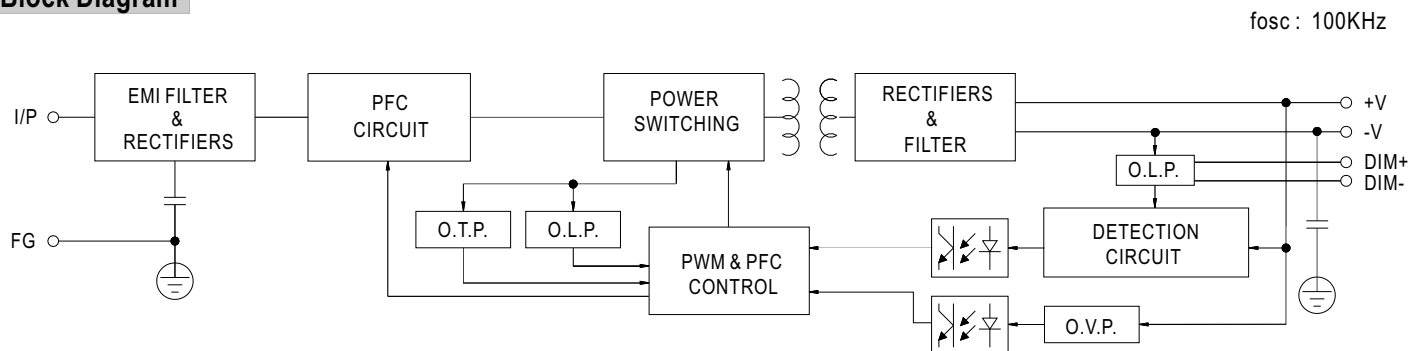 Block Diagram
fosc : 100KHz
I/P
EMI FILTER
&
RECTIFIERS
PFC
CIRCUIT
POWER
SWITCHING
RECTIFIERS
&
FILTER
+V
-V
DIM+
DIM-
O.L.P.
FG
O.T.P.
O.L.P.
PWM & PFC
CONTROL
DETECTION
CIRCUIT
O.V.P.